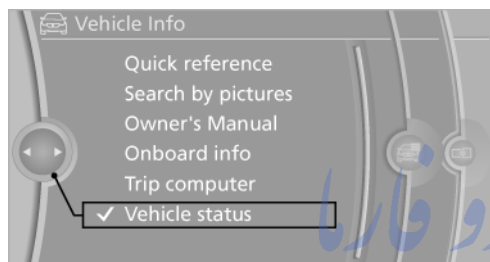 Vehicle Info
Quick reference
Search by pictures
Owner's Manual
Onboard info
Trip computer
✓ Vehicle status